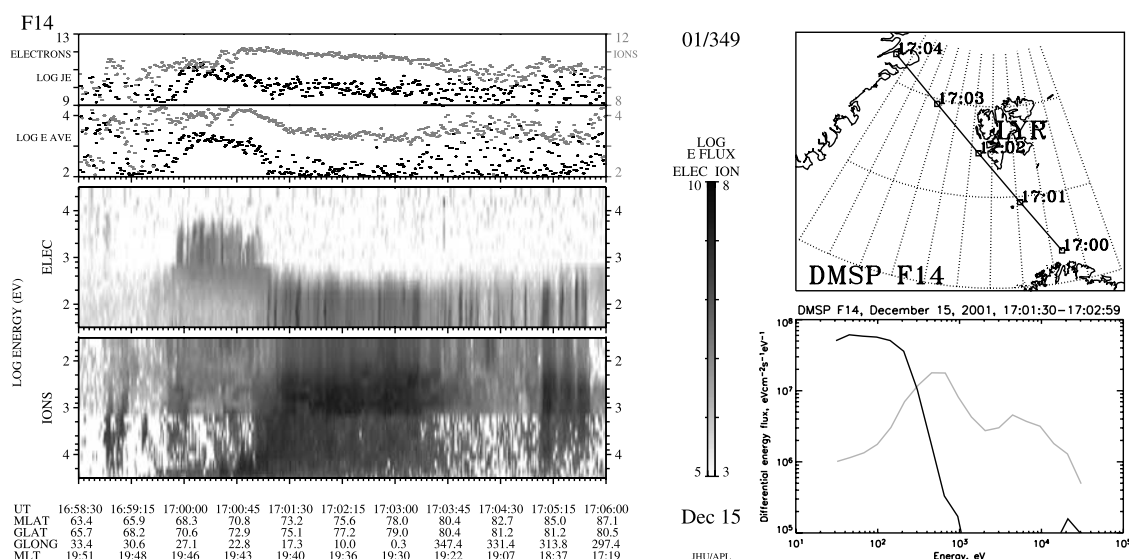 F14
13
ELECTRONS
LOG JE
9
12
IONS
8
4
LOG E AVE
2
4
2
LOG ENERGY (EV)
ELEC
4
3
2
4
3
2
IONS
2
3
4
2
3
4
UT 16:58:30 16:59:15 17:00:00 17:00:45 17:01:30 17:02:15 17:03:00 17:03:45 17:04:30 17:05:15 17:06:00
MLAT 63.4 65.9 68.3 70.8 73.2 75.6 78.0 80.4 82.7 85.0 87.1
GLAT 65.7 68.2 70.6 72.9 75.1 77.2 79.0 80.4 81.2 81.2 80.5
GLONG 33.4 30.6 27.1 22.8 17.3 10.0 0.3 347.4 331.4 313.8 297.4
MLT 19:51 19:48 19:46 19:43 19:40 19:36 19:30 19:22 19:07 18:37 17:19
01/349
LOG
E FLUX
ELEC ION
10 8
5 3
Dec 15
JHU/APL
17:04
17:03
LYR
17:02
17:01
17:00
DMSP F14
DMSP F14, December 15, 2001, 17:01:30-17:02:59
Differential energy flux, eVcm⁻²s⁻¹eV⁻¹
10⁸
10⁷
10⁶
10⁵
10¹ 10² 10³ 10⁴ 10⁵
Energy, eV